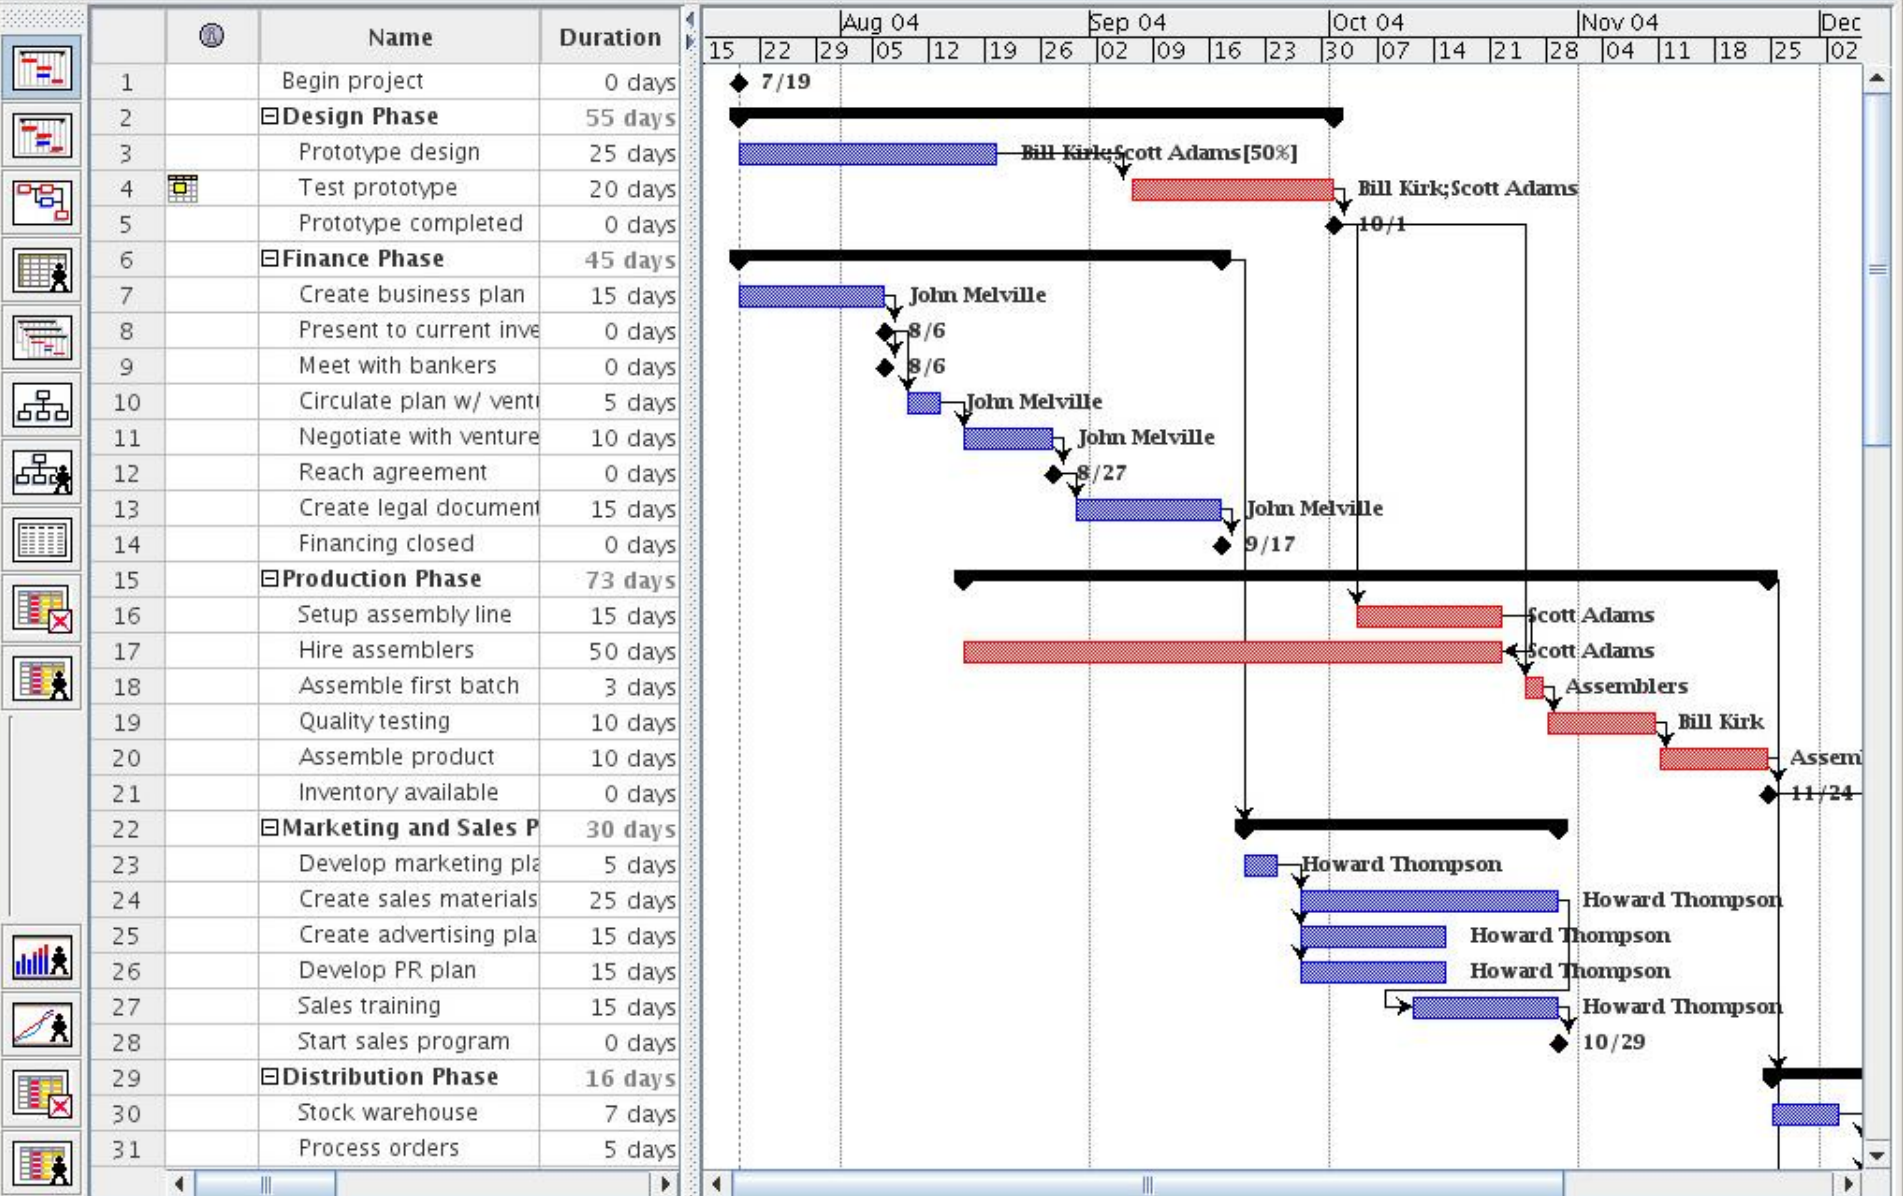 Name Duration
Aug 04 Sep 04 Oct 04 Nov 04 Dec
15 22 29 05 12 19 26 02 09 16 23 30 07 14 21 28 04 11 18 25 02
1 Begin project 0 days 7/19
2 Design Phase 55 days
3 Prototype design 25 days Bill Kirk;Scott Adams[50%]
4 Test prototype 20 days Bill Kirk;Scott Adams
5 Prototype completed 0 days 10/1
6 Finance Phase 45 days
7 Create business plan 15 days John Melville
8 Present to current inve 0 days 8/6
9 Meet with bankers 0 days 8/6
10 Circulate plan w/ vent 5 days John Melville
11 Negotiate with venture 10 days John Melville
12 Reach agreement 0 days 8/27
13 Create legal document 15 days John Melville
14 Financing closed 0 days 9/17
15 Production Phase 73 days
16 Setup assembly line 15 days Scott Adams
17 Hire assemblers 50 days Scott Adams
18 Assemble first batch 3 days Assemblers
19 Quality testing 10 days Bill Kirk
20 Assemble product 10 days Assem
21 Inventory available 0 days 11/24
22 Marketing and Sales P 30 days
23 Develop marketing pla 5 days Howard Thompson
24 Create sales materials 25 days Howard Thompson
25 Create advertising pla 15 days Howard Thompson
26 Develop PR plan 15 days Howard Thompson
27 Sales training 15 days Howard Thompson
28 Start sales program 0 days 10/29
29 Distribution Phase 16 days
30 Stock warehouse 7 days
31 Process orders 5 days